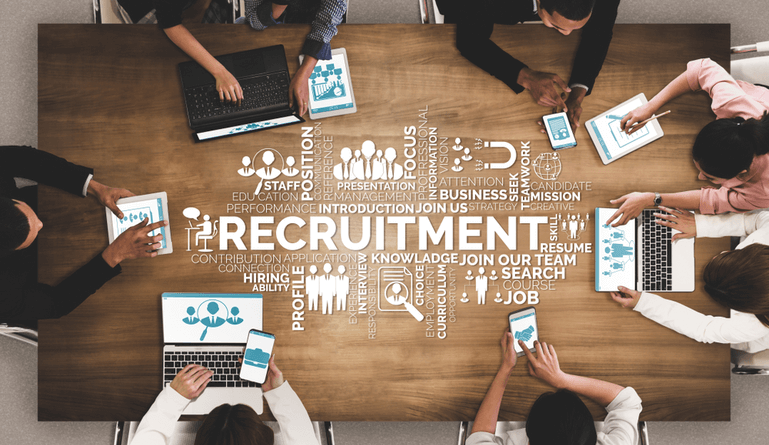 POSITION
COMMUNICATION
REFERENCE
FOCUS
PROFESSIONAL
INFORMATION
VISION
SEEK
TEAMWORK
STAFF
PRESENTATION
ATTENTION
CANDIDATE
EDUCATION
MANAGEMENT
BUSINESS
MISSION
PERFORMANCE
INTRODUCTION
JOIN US
STRATEGY
CREATIVE
RECRUITMENT
SKILL
RESUME
CONTRIBUTION
APPLICATION
KNOWLADGE
JOIN OUR TEAM
CONNECTION
SEARCH
HIRING
COURSE
ABILITY
JOB
PROFILE
EXPERIENCE
INTERVIEW
RESPONSIBILITY
CHOICE
EMPLOYMENT
CURRICULUM
OPPORTUNITY